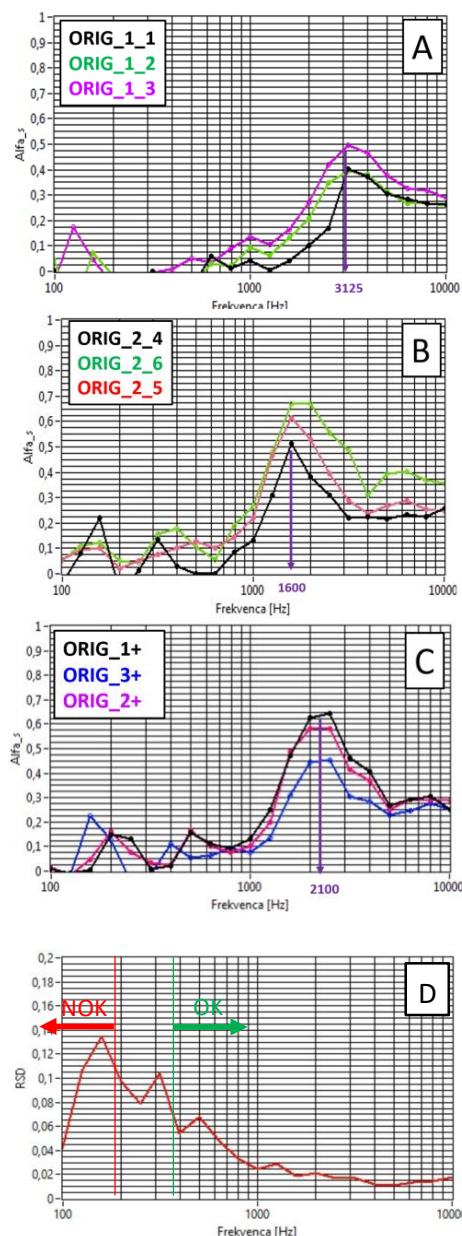 ORIG_1_1
ORIG_1_2
ORIG_1_3
A
1
0,9
0,8
0,7
0,6
0,5
0,4
0,3
0,2
0,1
0
Alfa_s
100
1000
10000
3125
Frekvenca [Hz]
ORIG_2_4
ORIG_2_6
ORIG_2_5
B
1
0,9
0,8
0,7
0,6
0,5
0,4
0,3
0,2
0,1
0
Alfa_s
100
1000
10000
1600
Frekvenca [Hz]
ORIG_1+
ORIG_3+
ORIG_2+
C
1
0,9
0,8
0,7
0,6
0,5
0,4
0,3
0,2
0,1
0
Alfa_s
100
1000
10000
2100
Frekvenca [Hz]
D
NOK
OK
0,2
0,18
0,16
0,14
0,12
0,1
0,08
0,06
0,04
0,02
0
RSD
100
1000
10000
Frekvenca [Hz]